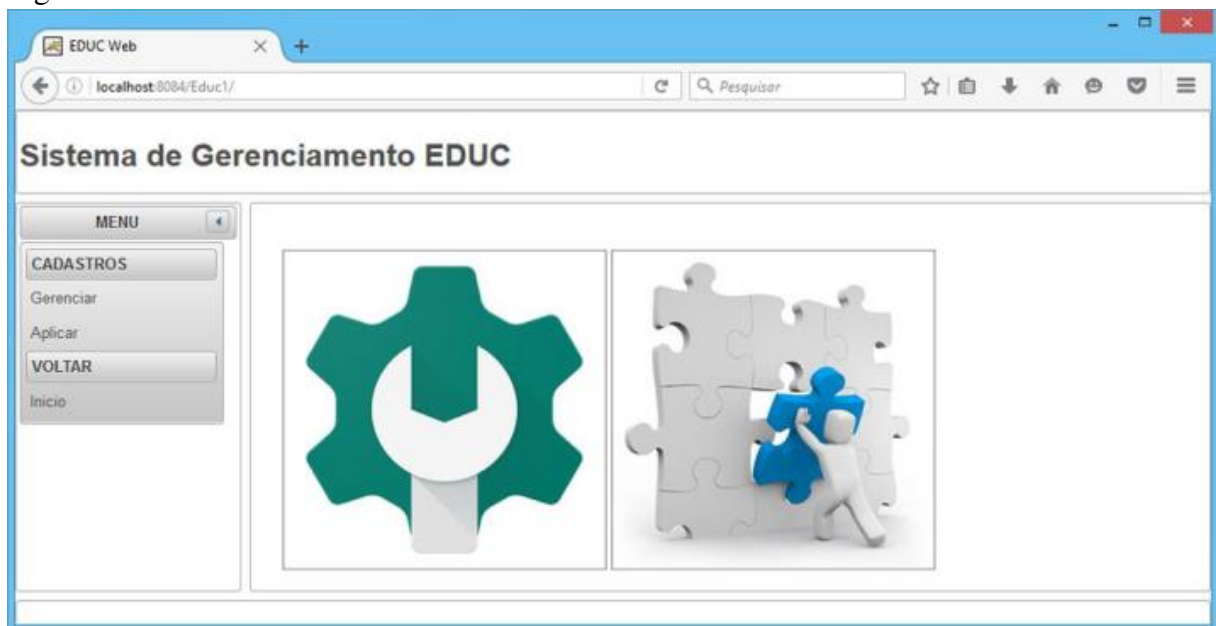 EDUC Web
localhost:8084/Educ1/
Pesquisar
Sistema de Gerenciamento EDUC
MENU
CADASTROS
Gerenciar
Aplicar
VOLTAR
Inicio